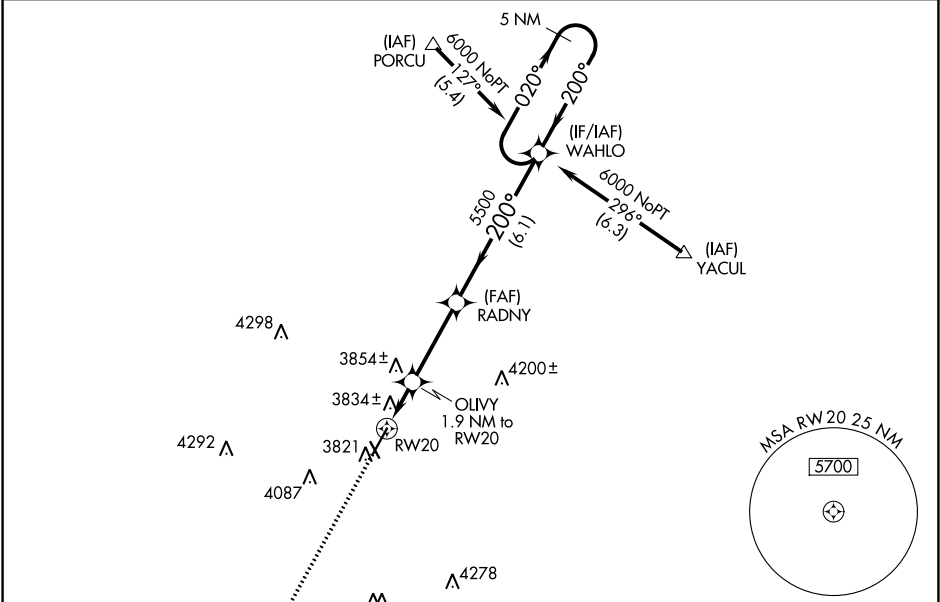 5 NM
(IAF)
PORCU
6000 NoPT
127°
(5.4)
020°
200°
(IF/IAF)
WAHLO
6000 NoPT
296°
(6.3)
(IAF)
YACUL
5500
200°
(6.1)
(FAF)
RADNY
4298
3854±
4200±
3834±
OLIVY
1.9 NM to
RW20
RW20
3821
4292
4087
4278
MSA RW20 25 NM
5700